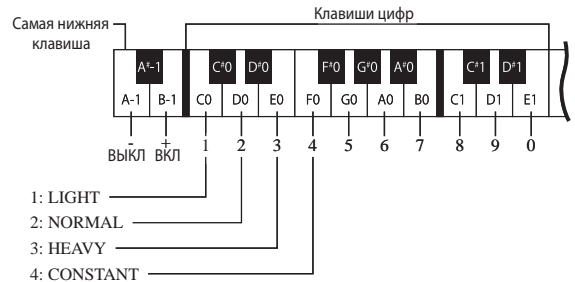 Самая нижняя
клавиша
Клавиши цифр
A#-1 C#0 D#0 F#0 G#0 A#0 C#1 D#1
A-1 B-1 C0 D0 E0 F0 G0 A0 B0 C1 D1 E1
- + 1 2 3 4 5 6 7 8 9 0
ВЫКЛ ВКЛ
1: LIGHT
2: NORMAL
3: HEAVY
4: CONSTANT